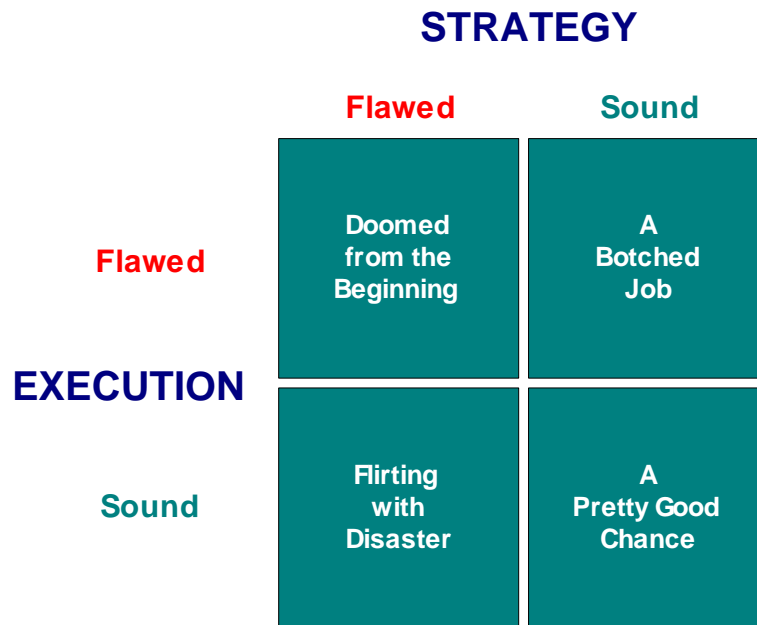 STRATEGY
Flawed Sound
Flawed
Doomed
from the
Beginning
A
Botched
Job
EXECUTION
Sound
Flirting
with
Disaster
A
Pretty Good
Chance